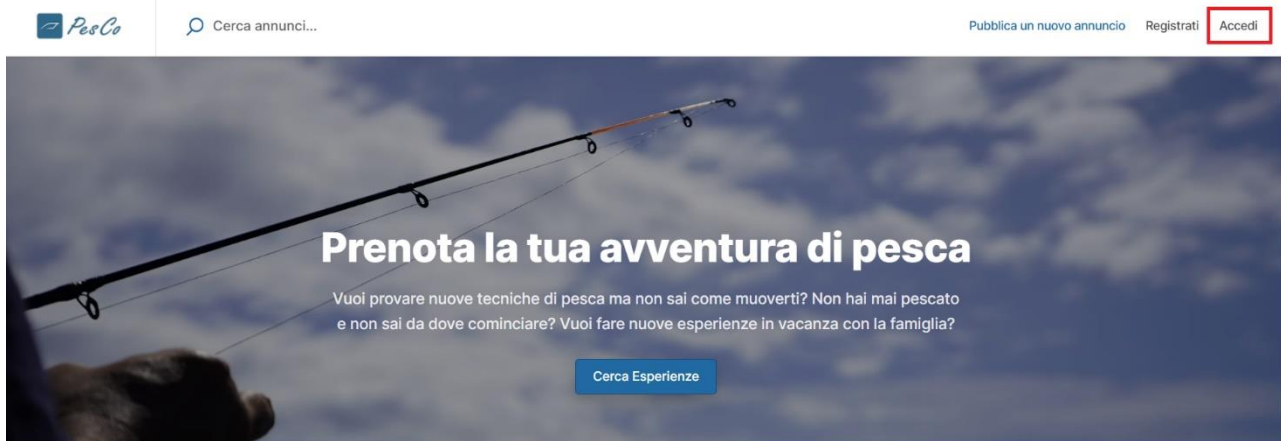 PesCo
Cerca annunci...
Pubblica un nuovo annuncio
Registrati
Accedi
Prenota la tua avventura di pesca
Vuoi provare nuove tecniche di pesca ma non sai come muoverti? Non hai mai pescato
e non sai da dove cominciare? Vuoi fare nuove esperienze in vacanza con la famiglia?
Cerca Esperienze